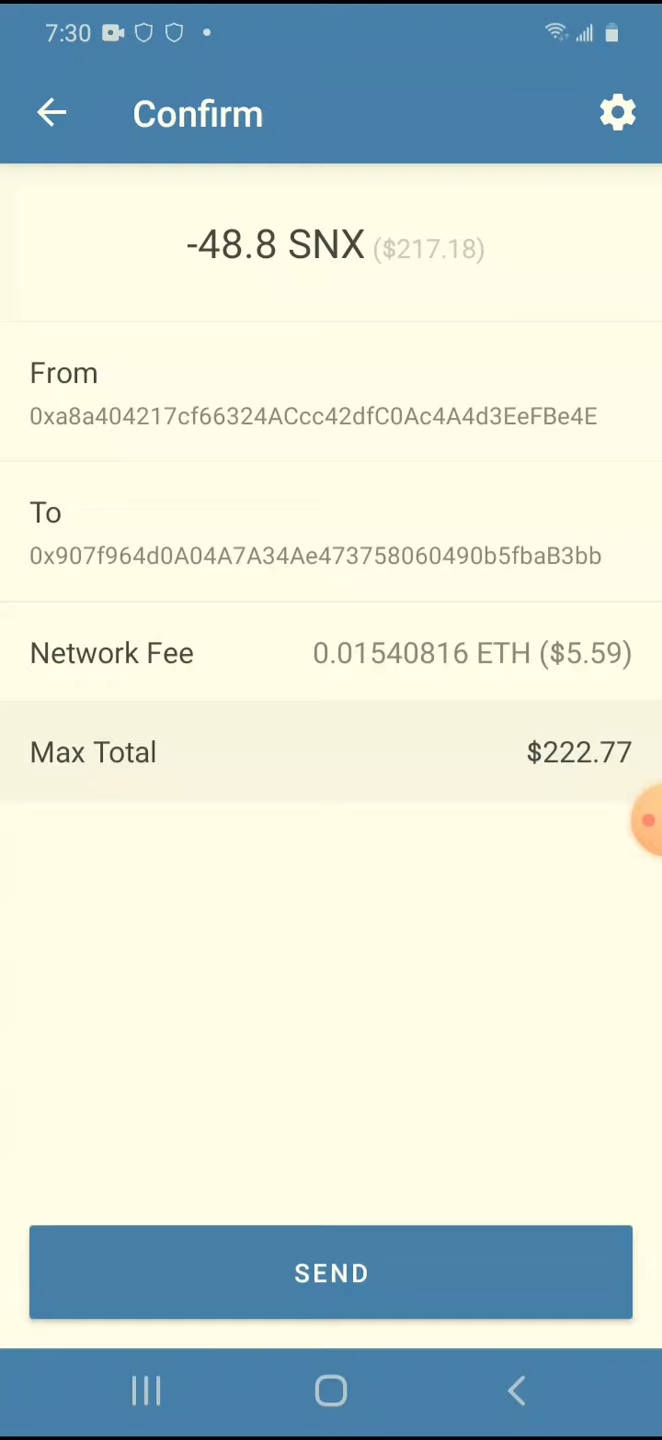 7:30
Confirm
-48.8 SNX ($217.18)
From
0xa8a404217cf66324ACcc42dfC0Ac4A4d3EeFBe4E
To
0x907f964d0A04A7A34Ae473758060490b5fbaB3bb
Network Fee 0.01540816 ETH ($5.59)
Max Total $222.77
SEND